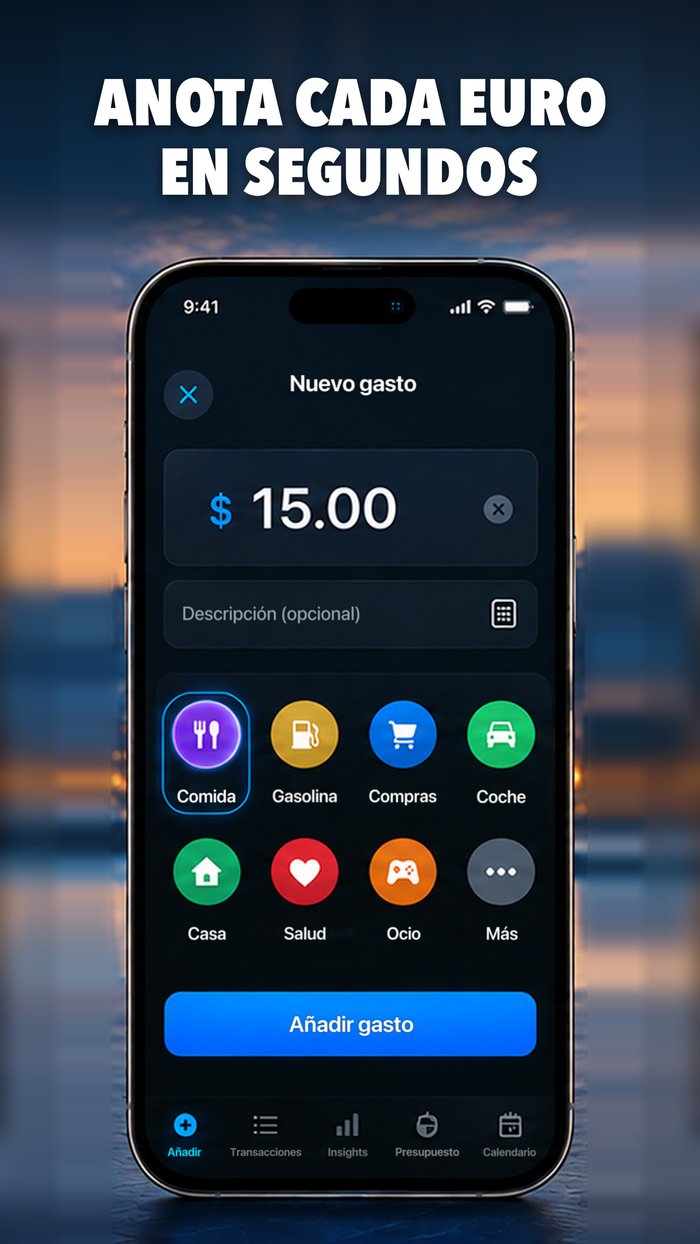 ANOTA CADA EURO
EN SEGUNDOS
9:41
Nuevo gasto
$ 15.00
Descripción (opcional)
Comida Gasolina Compras Coche
Casa Salud Ocio Más
Añadir gasto
Añadir Transacciones Insights Presupuesto Calendario